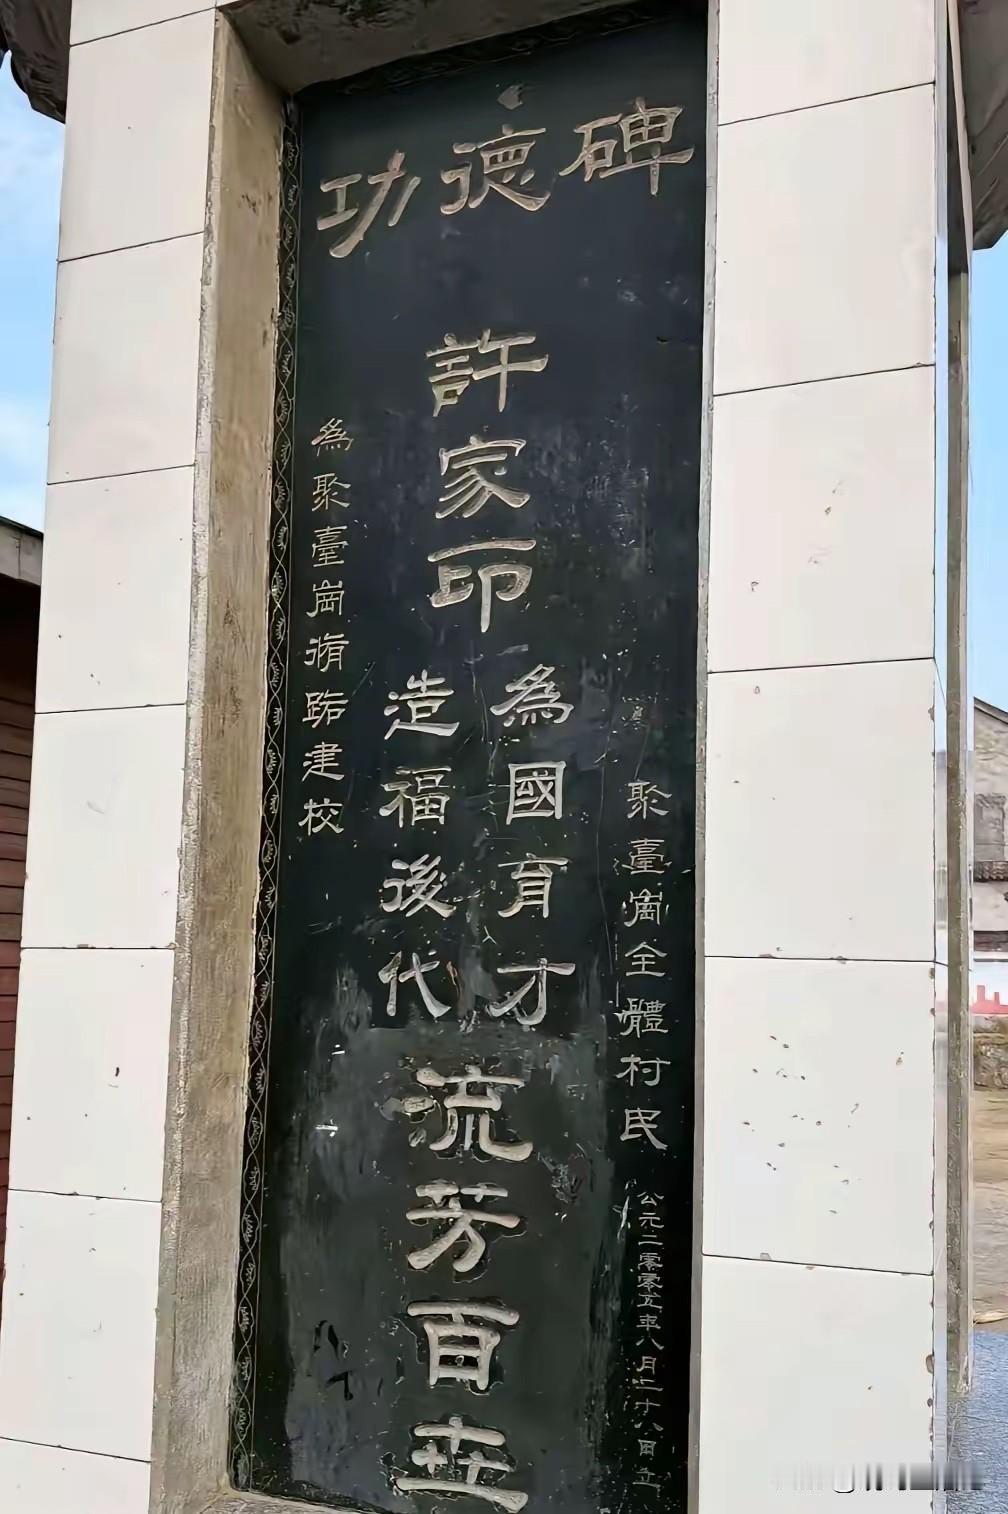 功德碑
為聚臺崗脩路建校
許家印
為國育才
造福後代
流芳百世
聚臺崗全體村民
公元二零零五年八月二十八日立